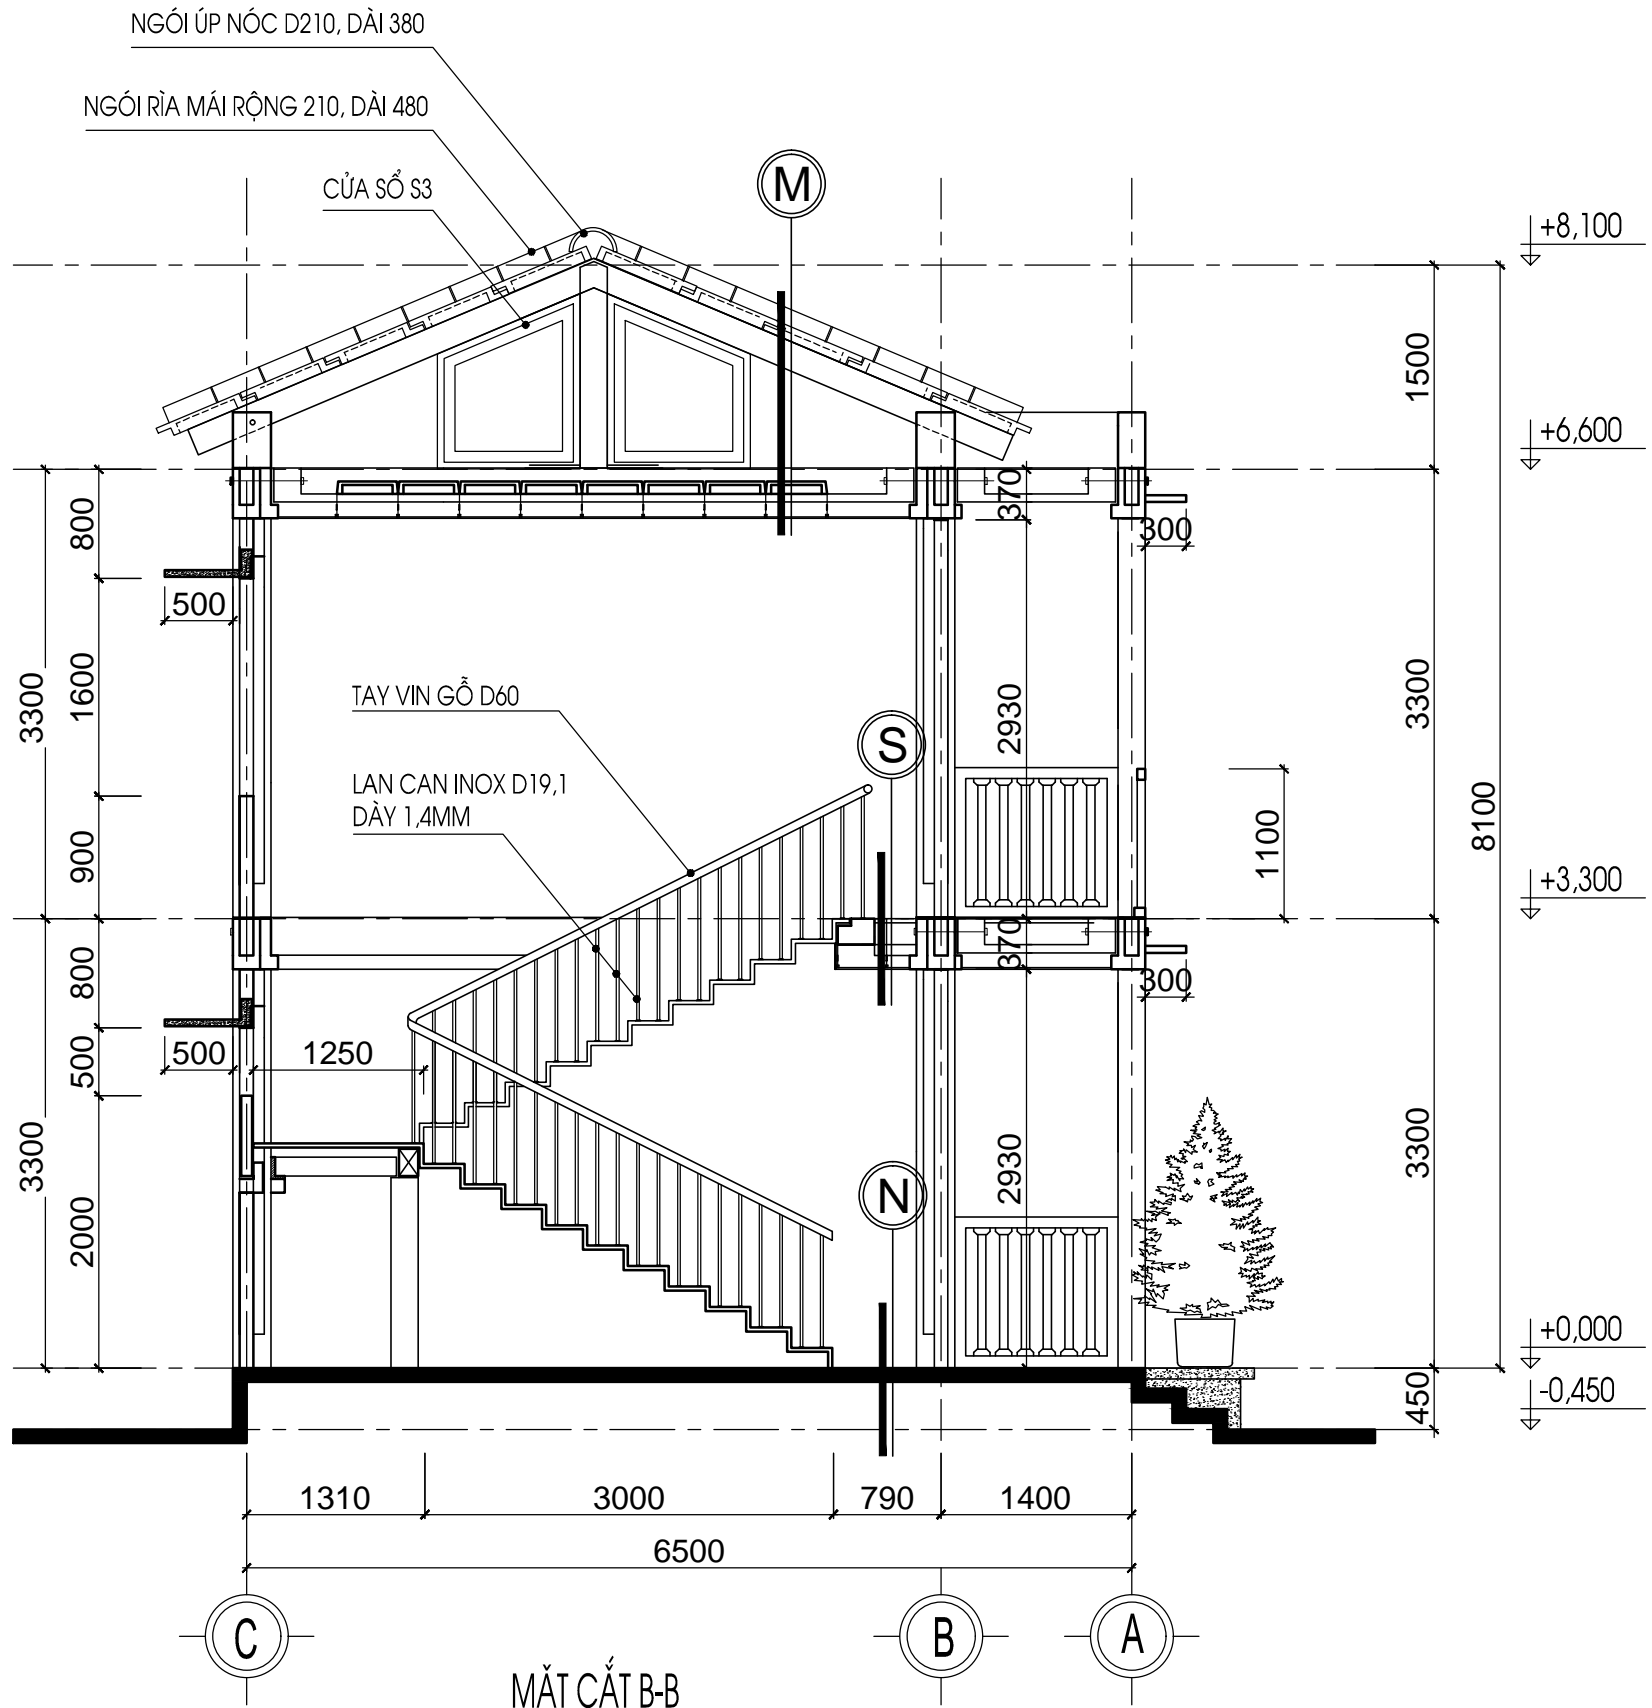 NGÓI ÚP NÓC D210, DÀI 380
NGÓI RÌA MÁI RỘNG 210, DÀI 480
CỬA SỔ S3
M
+8,100
1500
+6,600
370
800
300
500
1600
3300
TAY VIN GỖ D60
2930
3300
S
LAN CAN INOX D19,1
DÀY 1,4MM
8100
900
1100
+3,300
370
800
300
500
1250
500
3300
2930
3300
N
2000
+0,000
450
-0,450
1310
3000
790
1400
6500
C
B
A
MẶT CẮT B-B